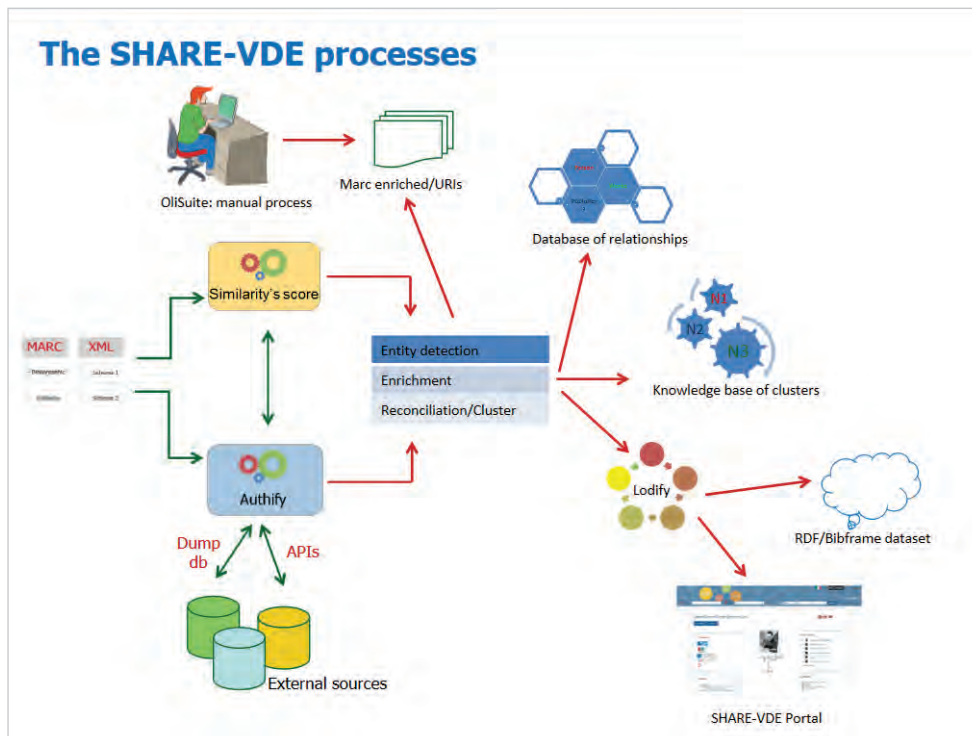 The SHARE-VDE processes
OliSuite: manual process
Marc enriched/URIs
Database of relationships
Similarity's score
MARC
XML
Entity detection
Enrichment
Reconciliation/Cluster
N1
N2
N3
Knowledge base of clusters
Authify
Lodify
RDF/Bibframe dataset
Dump
db
APIs
External sources
SHARE-VDE Portal